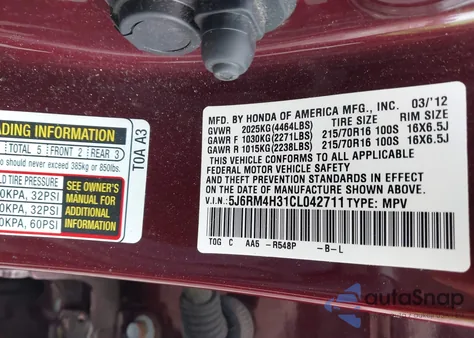 ADING INFORMATION
TOTAL 5 FRONT 2 REAR 3
o should never exceed 385kg or 850lbs.
LD TIRE PRESSURE
0KPA, 32PSI
0KPA, 32PSI
0KPA, 60PSI
SEE OWNER'S
MANUAL FOR
ADDITIONAL
INFORMATION
T0A A3
MFD. BY HONDA OF AMERICA MFG., INC. 03/'12
GVWR 2025KG(4464LBS) TIRE SIZE RIM SIZE
GAWR F 1030KG(2271LBS) 215/70R16 100S 16X6.5J
GAWR R 1015KG(2238LBS) 215/70R16 100S 16X6.5J
THIS VEHICLE CONFORMS TO ALL APPLICABLE
FEDERAL MOTOR VEHICLE SAFETY
AND THEFT PREVENTION STANDARDS IN EFFECT
ON THE DATE OF MANUFACTURE SHOWN ABOVE.
V.I.N.: 5J6RM4H31CL042711 TYPE: MPV
T0G C AA5 - R548P -B-L
autoSnap